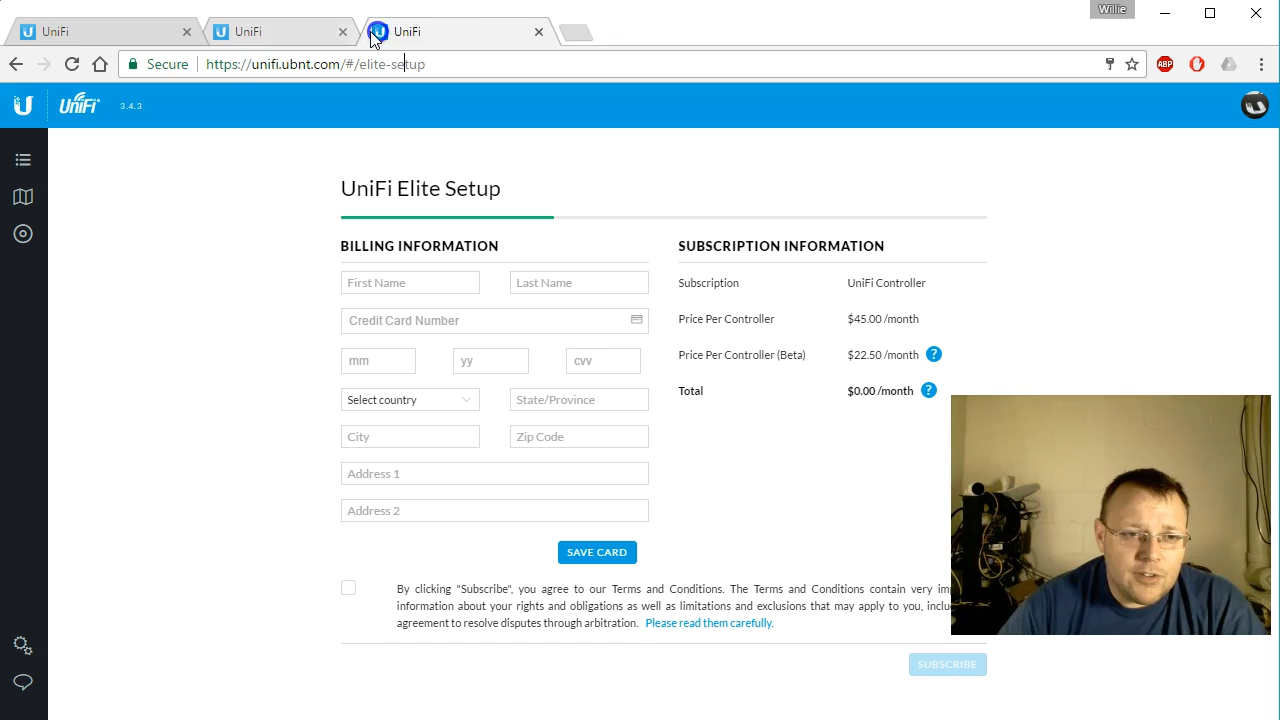 Willie
UniFi
UniFi
UniFi
Secure
https://unifi.ubnt.com/#/elite-setup
ABP
UniFi 3.4.3
UniFi Elite Setup
BILLING INFORMATION
SUBSCRIPTION INFORMATION
First Name
Last Name
Subscription
UniFi Controller
Credit Card Number
Price Per Controller
$45.00 /month
mm
yy
cvv
Price Per Controller (Beta)
$22.50 /month ?
Select country
State/Province
Total
$0.00 /month ?
City
Zip Code
Address 1
Address 2
SAVE CARD
By clicking "Subscribe", you agree to our Terms and Conditions. The Terms and Conditions contain very
information about your rights and obligations as well as limitations and exclusions that may apply to you,
agreement to resolve disputes through arbitration. Please read them carefully.
SUBSCRIBE